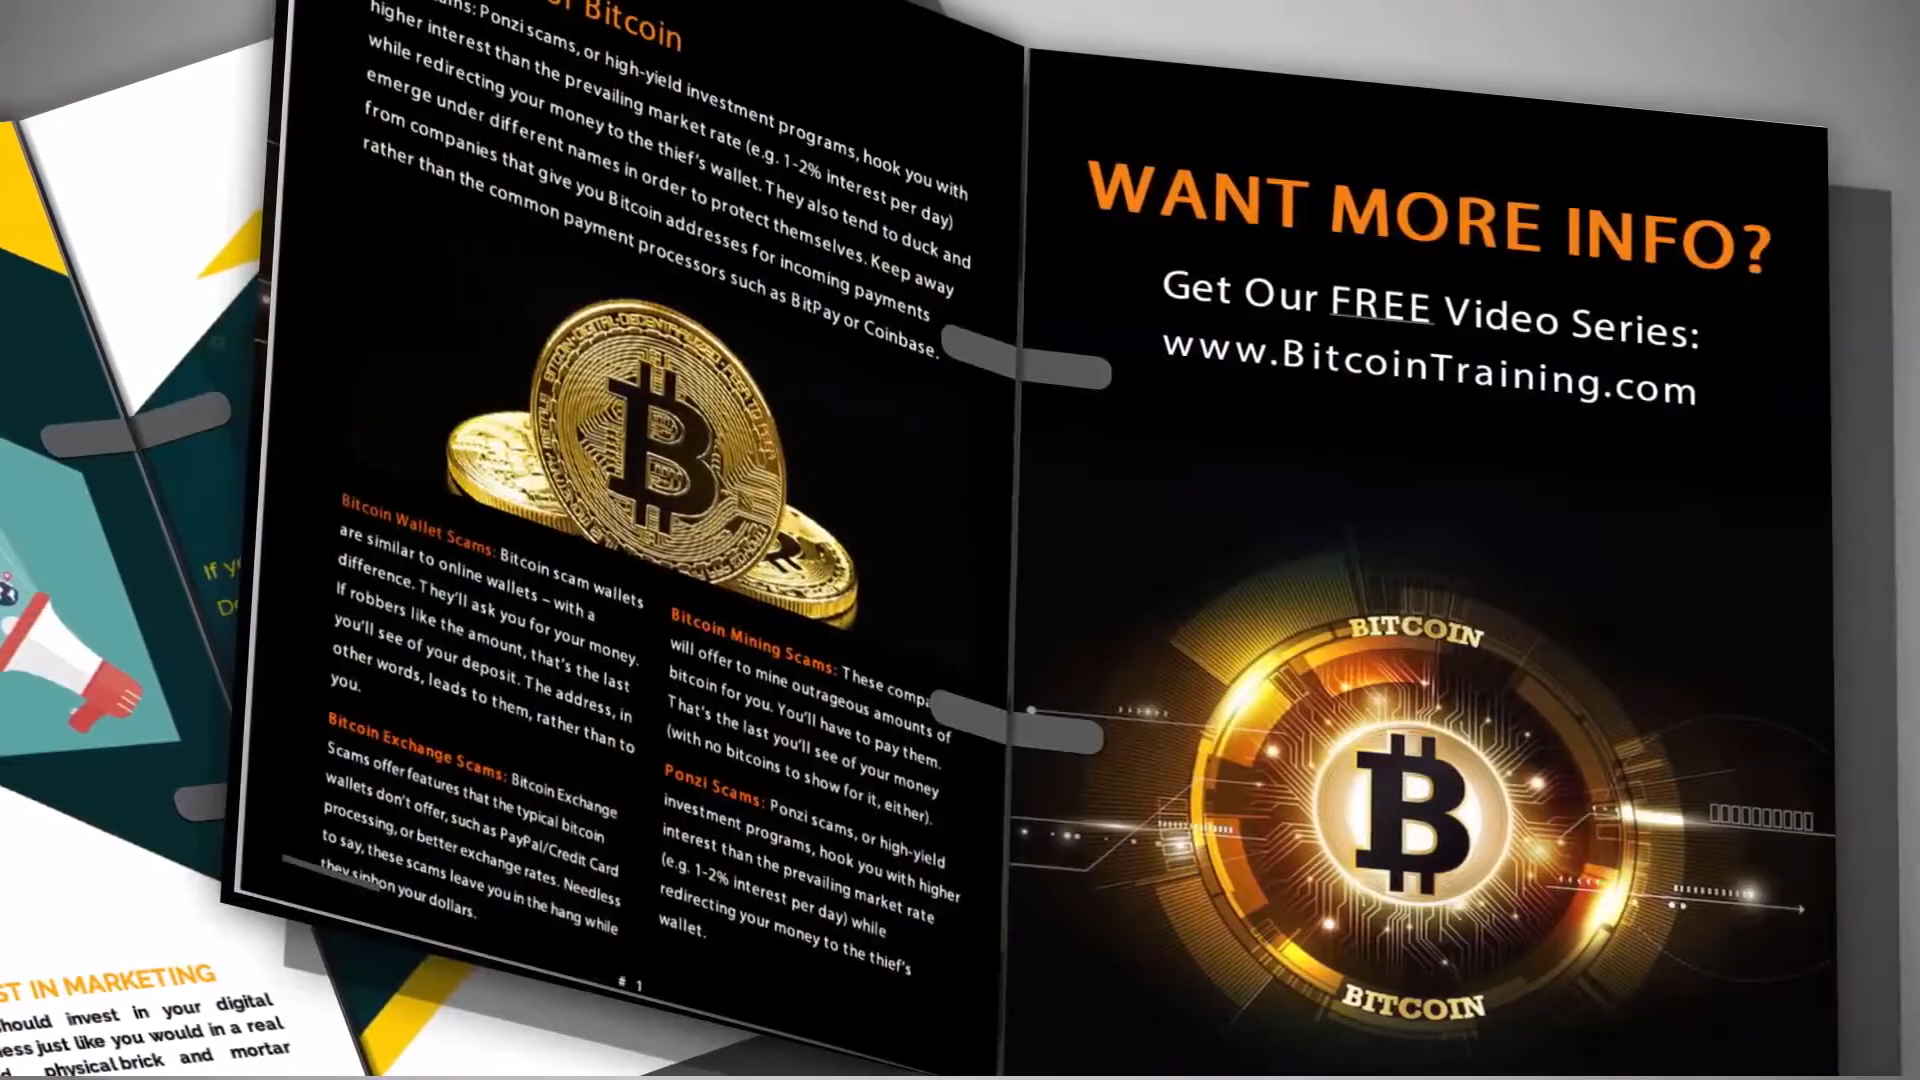 of Bitcoin
Scams: Ponzi scams, or high-yield investment programs, hook you with
higher interest than the prevailing market rate (e.g. 1-2% interest per day)
while redirecting your money to the thief's wallet. They also tend to duck and
emerge under different names in order to protect themselves. Keep away
from companies that give you Bitcoin addresses for incoming payments
rather than the common payment processors such as BitPay or Coinbase.
Bitcoin Wallet Scams: Bitcoin scam wallets
are similar to online wallets – with a
difference. They'll ask you for your money.
If robbers like the amount, that's the last
you'll see of your deposit. The address, in
other words, leads to them, rather than to
you.
Bitcoin Exchange Scams: Bitcoin Exchange
Scams offer features that the typical bitcoin
wallets don't offer, such as PayPal/Credit Card
processing, or better exchange rates. Needless
to say, these scams leave you in the hang while
they siphon your dollars.
Bitcoin Mining Scams: These compa
will offer to mine outrageous amounts of
bitcoin for you. You'll have to pay them.
That's the last you'll see of your money
(with no bitcoins to show for it, either).
Ponzi Scams: Ponzi scams, or high-yield
investment programs, hook you with higher
interest than the prevailing market rate
(e.g. 1-2% interest per day) while
redirecting your money to the thief's
wallet.
# 1
WANT MORE INFO?
Get Our FREE Video Series:
www.BitcoinTraining.com
BITCOIN
BITCOIN
If y
Do
ST IN MARKETING
should invest in your digital
ness just like you would in a real
physical brick and mortar